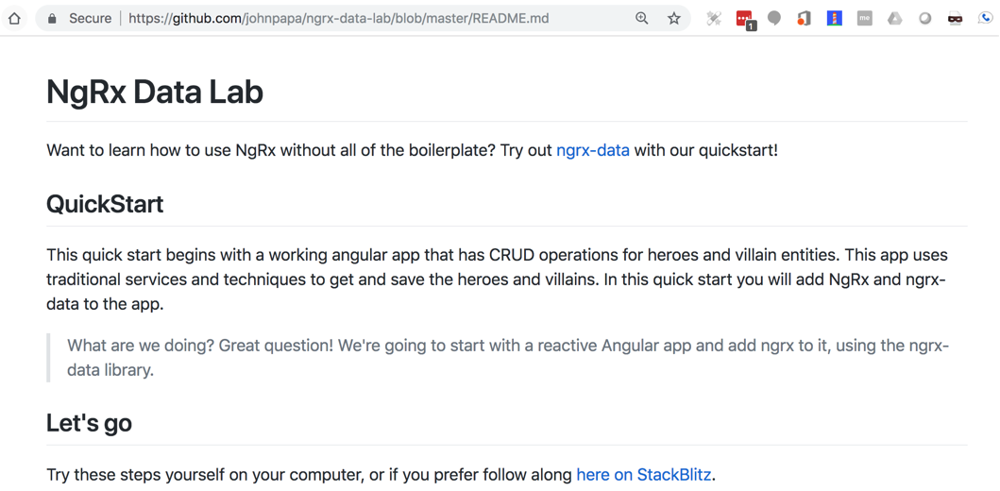 Secure | https://github.com/johnpapa/ngrx-data-lab/blob/master/README.md
1
me
NgRx Data Lab
Want to learn how to use NgRx without all of the boilerplate? Try out ngrx-data with our quickstart!
QuickStart
This quick start begins with a working angular app that has CRUD operations for heroes and villain entities. This app uses
traditional services and techniques to get and save the heroes and villains. In this quick start you will add NgRx and ngrx-
data to the app.
What are we doing? Great question! We're going to start with a reactive Angular app and add ngrx to it, using the ngrx-
data library.
Let's go
Try these steps yourself on your computer, or if you prefer follow along here on StackBlitz.